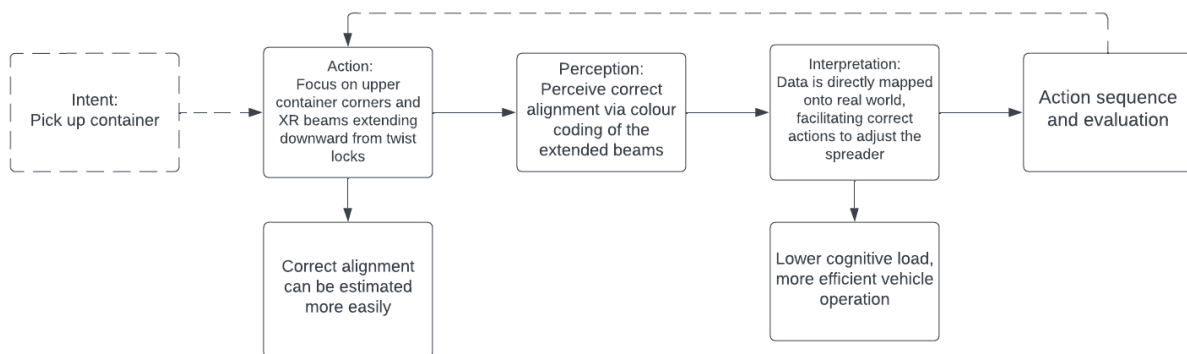 Intent:
Pick up container
Action:
Focus on upper
container corners and
XR beams extending
downward from twist
locks
Perception:
Perceive correct
alignment via colour
coding of the
extended beams
Interpretation:
Data is directly mapped
onto real world,
facilitating correct
actions to adjust the
spreader
Action sequence
and evaluation
Correct alignment
can be estimated
more easily
Lower cognitive load,
more efficient vehicle
operation